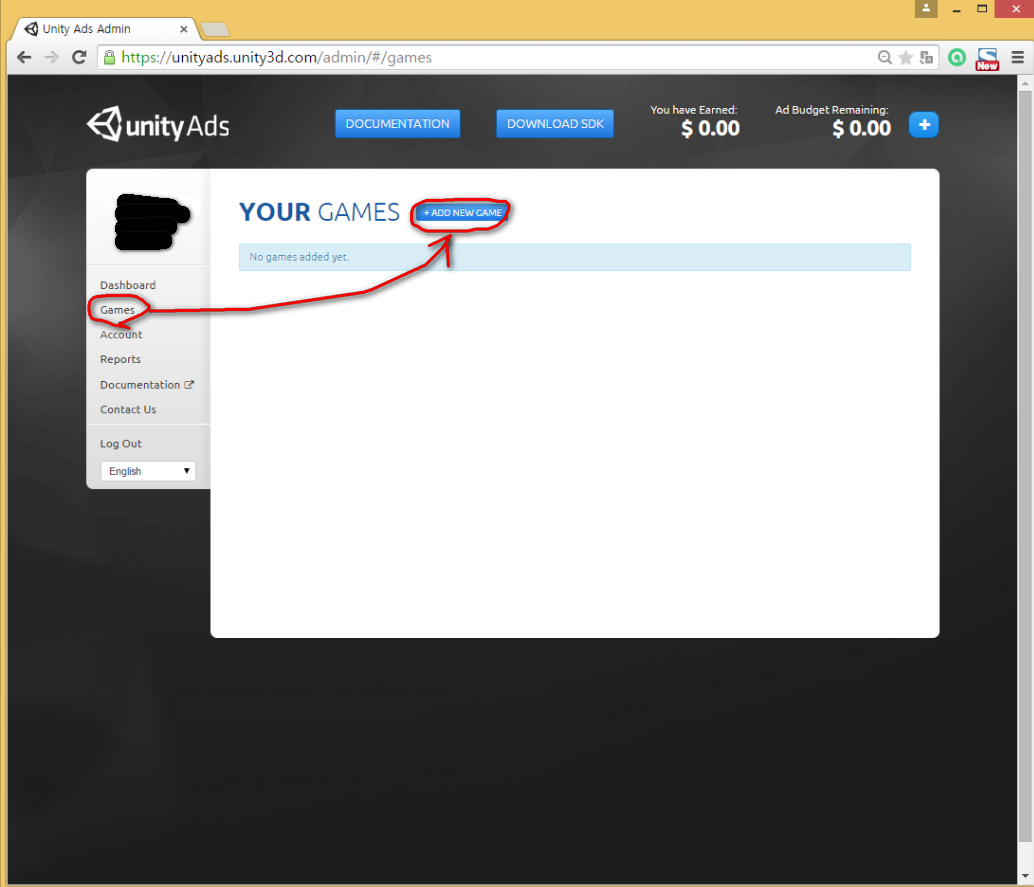 Unity Ads Admin
https://unityads.unity3d.com/admin/#/games
New
unity Ads
DOCUMENTATION
DOWNLOAD SDK
You have Earned:
$ 0.00
Ad Budget Remaining:
$ 0.00
+
YOUR GAMES
+ ADD NEW GAME
No games added yet.
Dashboard
Games
Account
Reports
Documentation
Contact Us
Log Out
English